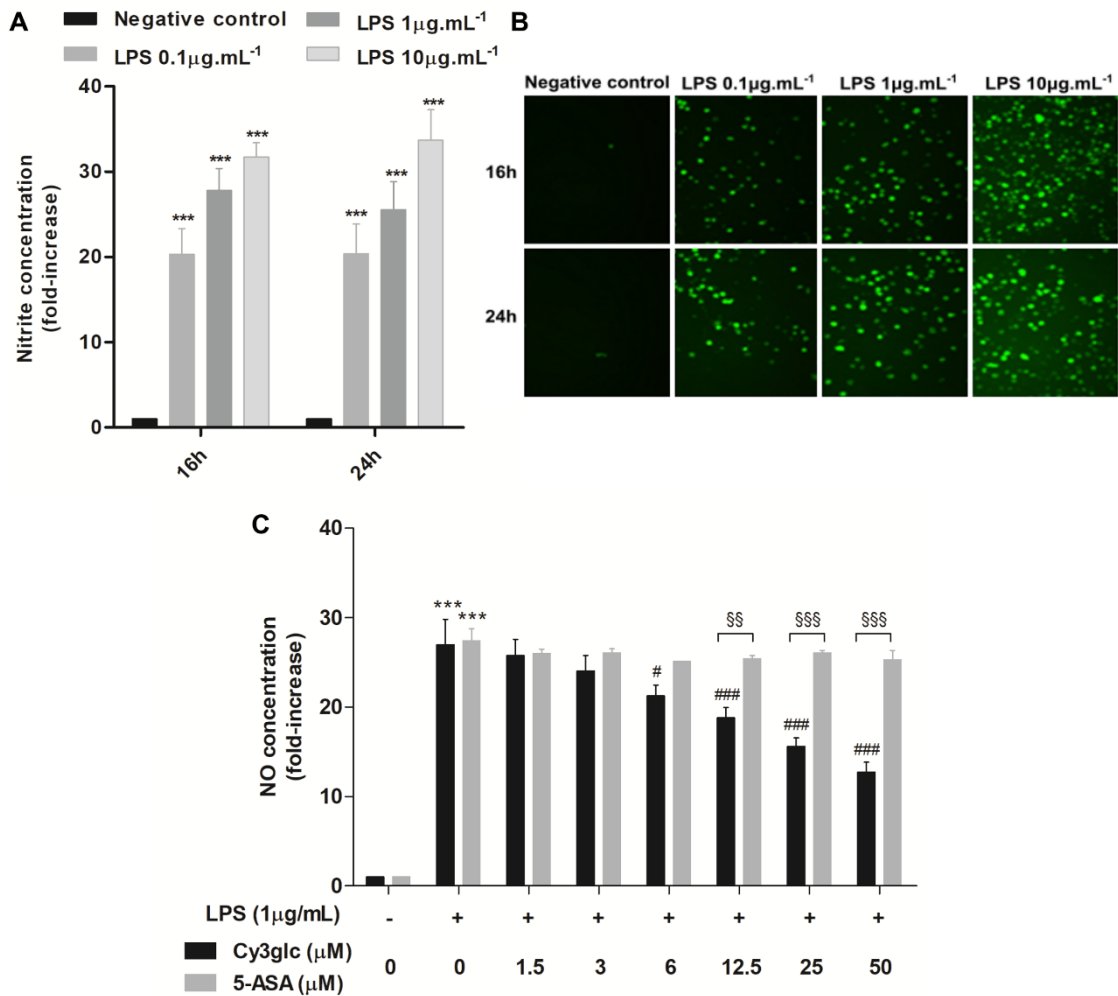 A
Negative control
LPS 1µg.mL⁻¹
LPS 0.1µg.mL⁻¹
LPS 10µg.mL⁻¹
Nitrite concentration
(fold-increase)
40
30
20
10
0
***
***
***
***
***
***
16h
24h
B
Negative control LPS 0.1µg.mL⁻¹ LPS 1µg.mL⁻¹ LPS 10µg.mL⁻¹
16h
24h
C
NO concentration
(fold-increase)
40
30
20
10
0
*** ***
#
###
###
###
§§
§§§
§§§
LPS (1µg/mL) - + + + + + + +
Cy3glc (µM)
5-ASA (µM)
0 0 1.5 3 6 12.5 25 50